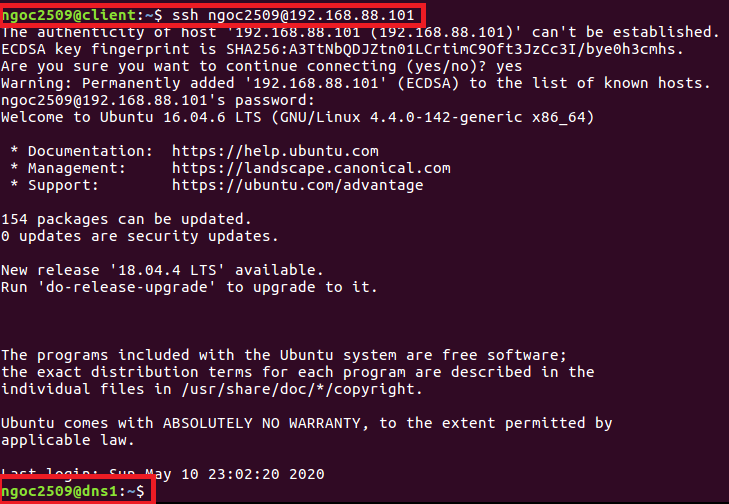 ngoc2509@client:~$ ssh ngoc2509@192.168.88.101
The authenticity of host '192.168.88.101 (192.168.88.101)' can't be established.
ECDSA key fingerprint is SHA256:A3TtNbQDJZtn01LCrtimC9Oft3JzCc3I/bye0h3cmhs.
Are you sure you want to continue connecting (yes/no)? yes
Warning: Permanently added '192.168.88.101' (ECDSA) to the list of known hosts.
ngoc2509@192.168.88.101's password:
Welcome to Ubuntu 16.04.6 LTS (GNU/Linux 4.4.0-142-generic x86_64)
* Documentation: https://help.ubuntu.com
* Management: https://landscape.canonical.com
* Support: https://ubuntu.com/advantage
154 packages can be updated.
0 updates are security updates.
New release '18.04.4 LTS' available.
Run 'do-release-upgrade' to upgrade to it.
The programs included with the Ubuntu system are free software;
the exact distribution terms for each program are described in the
individual files in /usr/share/doc/*/copyright.
Ubuntu comes with ABSOLUTELY NO WARRANTY, to the extent permitted by
applicable law.
Last login: Sun May 10 23:02:20 2020
ngoc2509@dns1:~$